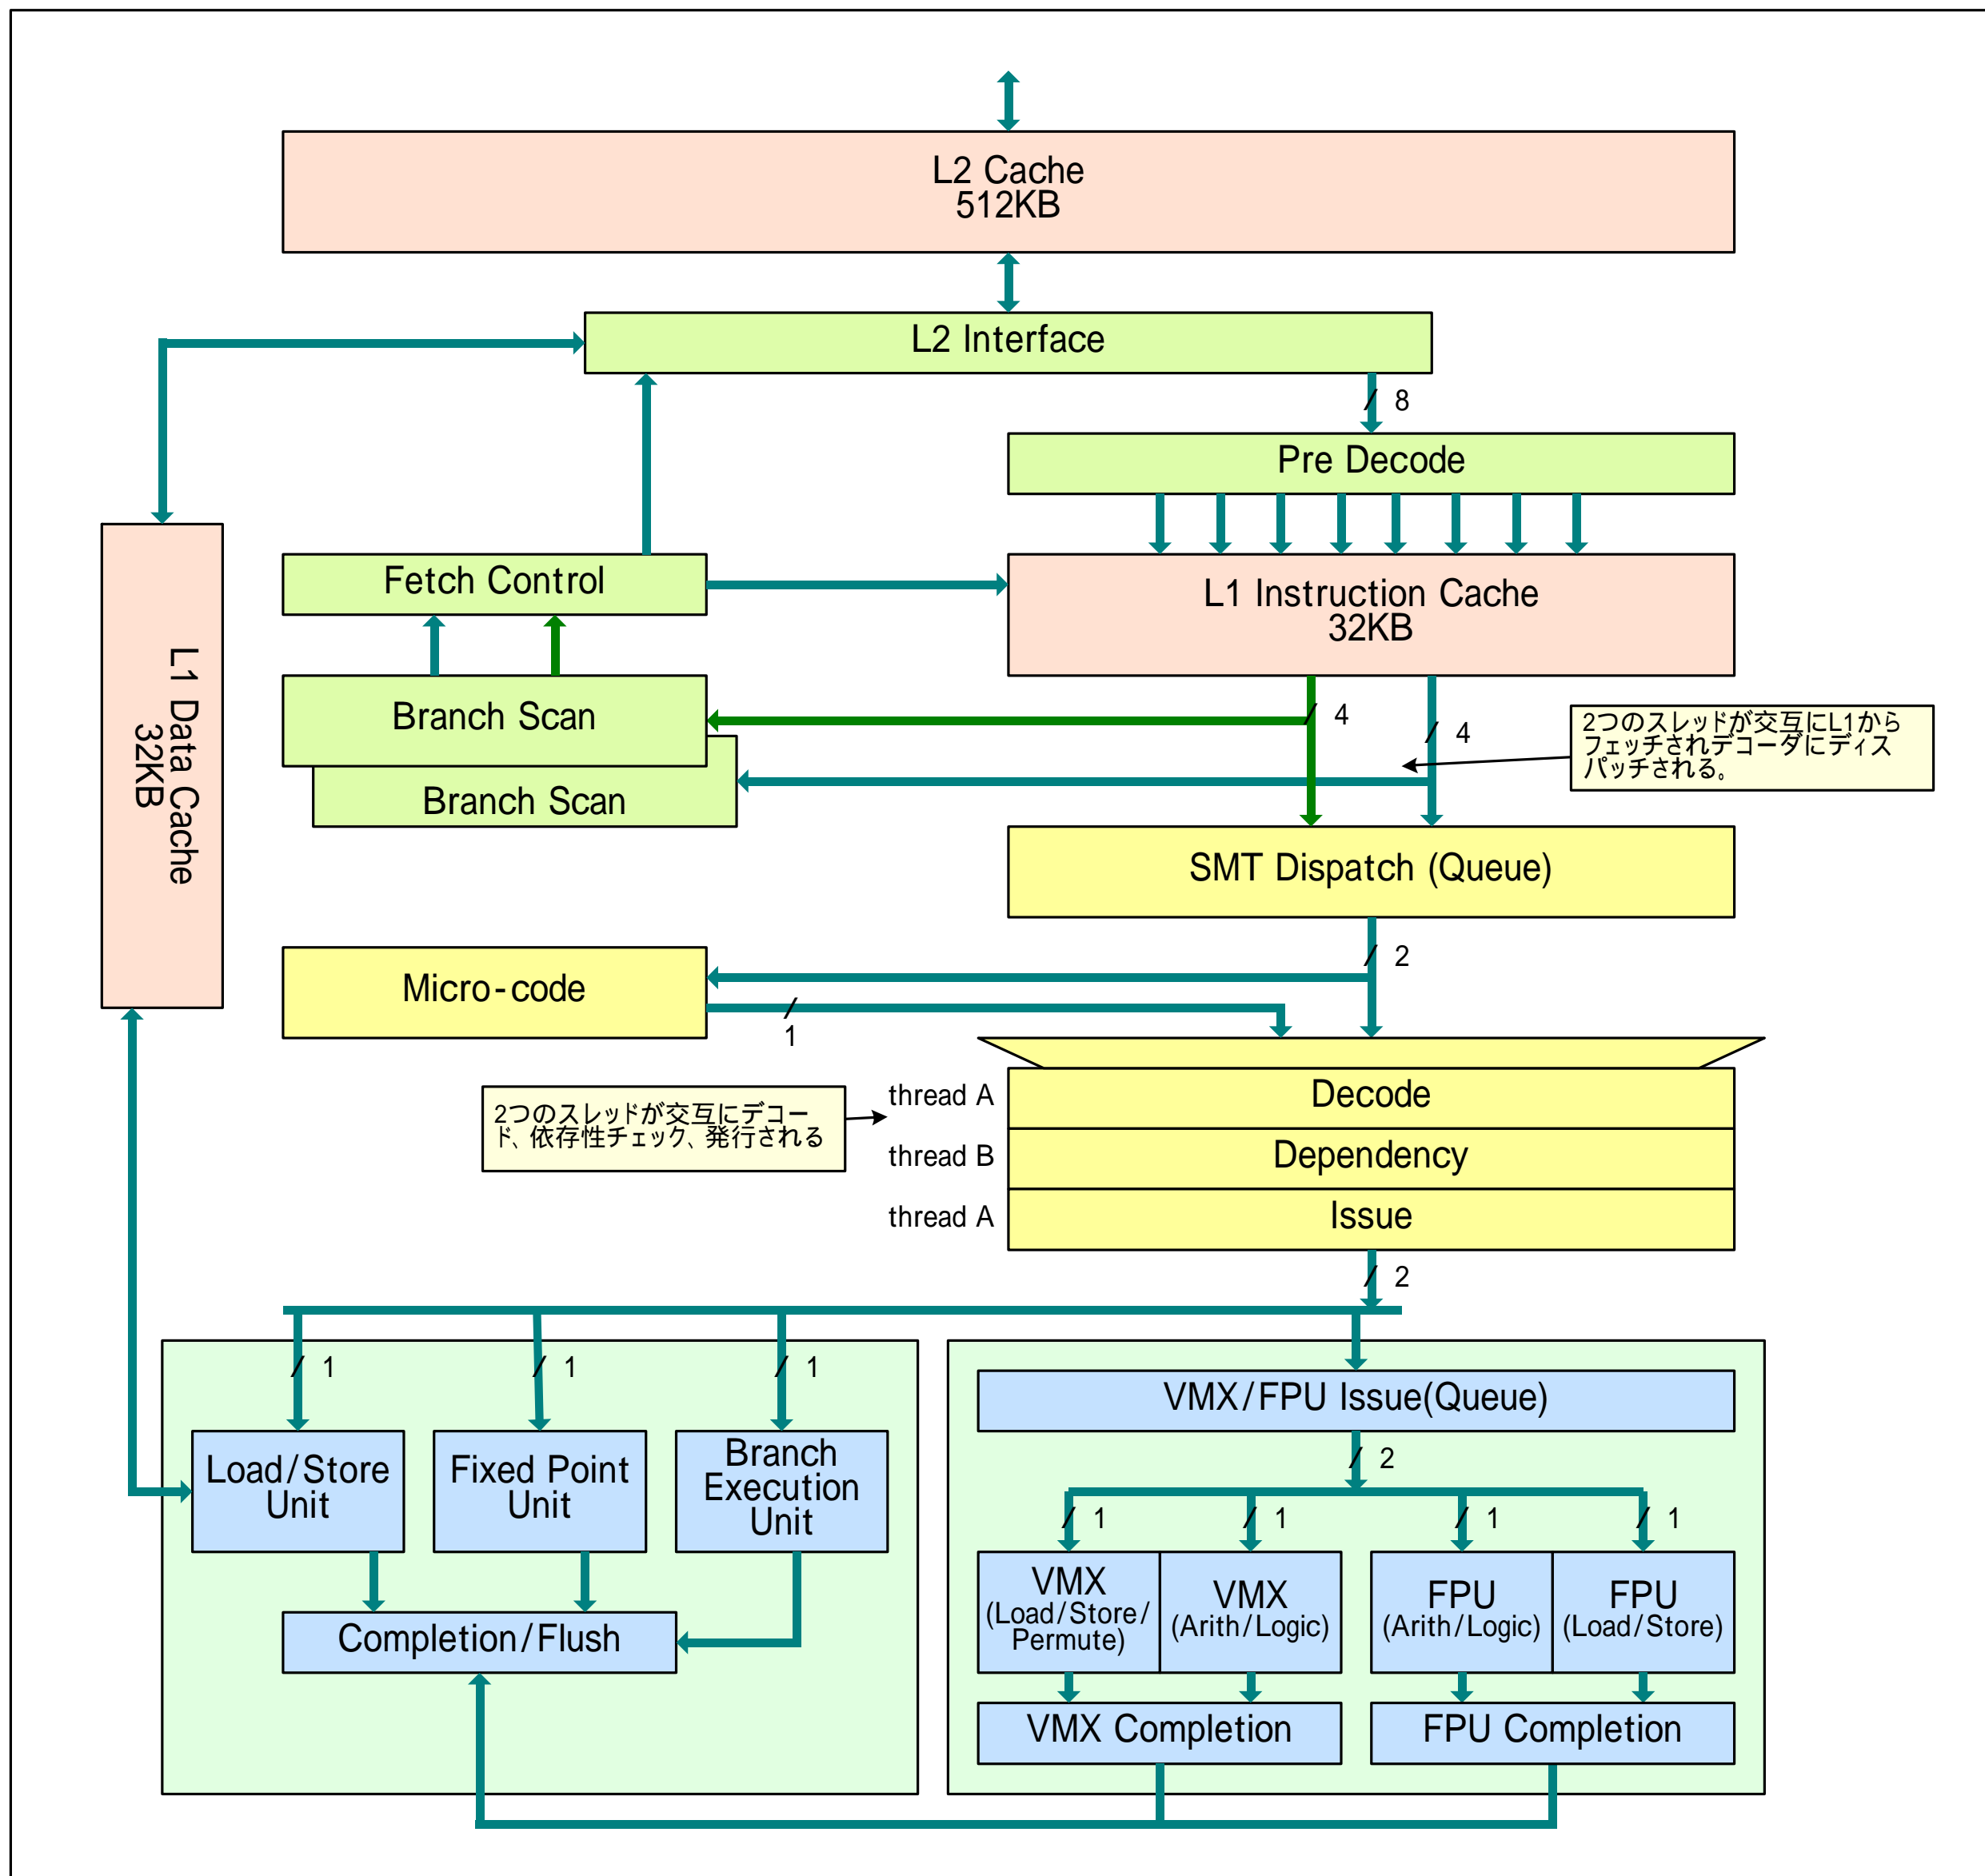 L2 Cache
512KB
L2 Interface
/ 8
Pre Decode
Fetch Control
L1 Instruction Cache
32KB
L1 Data Cache
32KB
Branch Scan
/ 4
/ 4
2つのスレッドが交互にL1から
フェッチされデコーダにディス
パッチされる。
Branch Scan
SMT Dispatch (Queue)
/ 2
Micro-code
/
1
thread A
Decode
2つのスレッドが交互にデコー
ド、依存性チェック、発行される
thread B
Dependency
thread A
Issue
/ 2
/ 1
/ 1
/ 1
VMX/FPU Issue(Queue)
Load/Store
Unit
Fixed Point
Unit
Branch
Execution
Unit
/ 2
/ 1
/ 1
/ 1
/ 1
VMX
(Load/Store/
Permute)
VMX
(Arith/Logic)
FPU
(Arith/Logic)
FPU
(Load/Store)
Completion/Flush
VMX Completion
FPU Completion